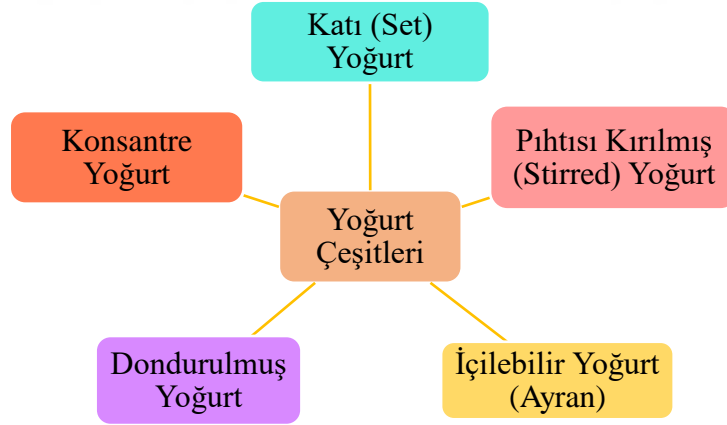 Katı (Set)
Yoğurt
Konsantre
Yoğurt
Pıhtısı Kırılmış
(Stirred) Yoğurt
Yoğurt
Çeşitleri
Dondurulmuş
Yoğurt
İçilebilir Yoğurt
(Ayran)